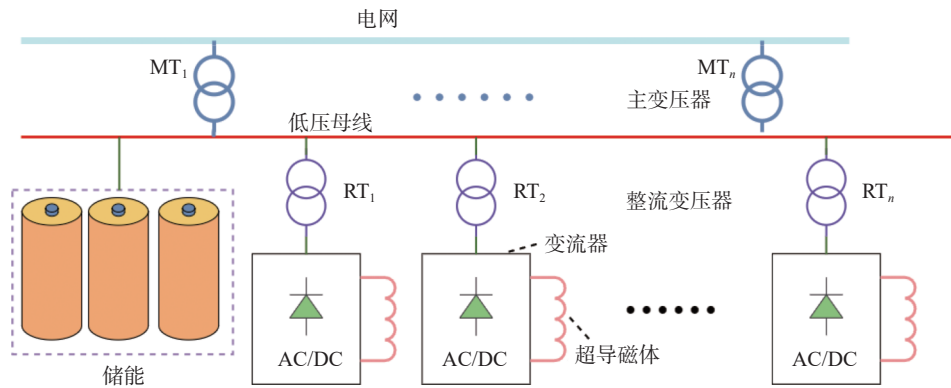 电网
MT₁
MTₙ
主变压器
低压母线
RT₁
RT₂
整流变压器
RTₙ
变流器
AC/DC
AC/DC
AC/DC
超导磁体
储能